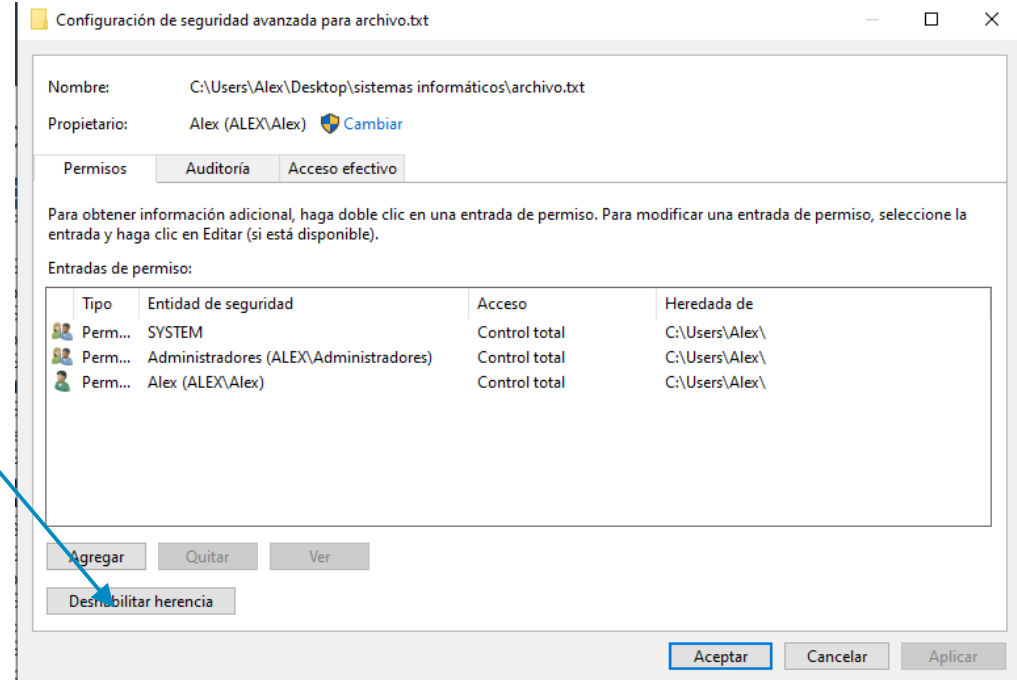 Configuración de seguridad avanzada para archivo.txt
Nombre: C:\Users\Alex\Desktop\sistemas informáticos\archivo.txt
Propietario: Alex (ALEX\Alex) Cambiar
Permisos Auditoría Acceso efectivo
Para obtener información adicional, haga doble clic en una entrada de permiso. Para modificar una entrada de permiso, seleccione la
entrada y haga clic en Editar (si está disponible).
Entradas de permiso:
Tipo Entidad de seguridad Acceso Heredada de
Perm... SYSTEM Control total C:\Users\Alex\
Perm... Administradores (ALEX\Administradores) Control total C:\Users\Alex\
Perm... Alex (ALEX\Alex) Control total C:\Users\Alex\
Agregar Quitar Ver
Deshabilitar herencia
Aceptar Cancelar Aplicar